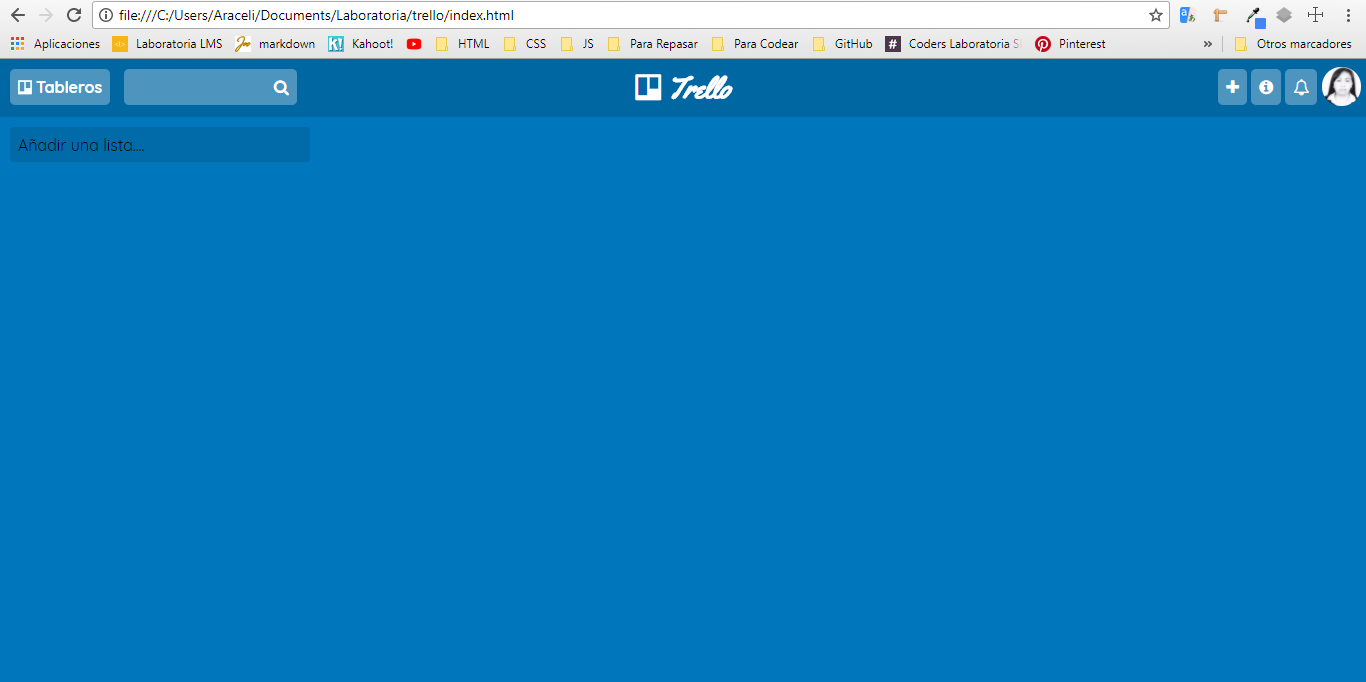 file:///C:/Users/Araceli/Documents/Laboratoria/trello/index.html
Aplicaciones Laboratoria LMS markdown Kahoot! HTML CSS JS Para Repasar Para Codear GitHub # Coders Laboratoria S Pinterest » Otros marcadores
Tableros Trello
Añadir una lista....